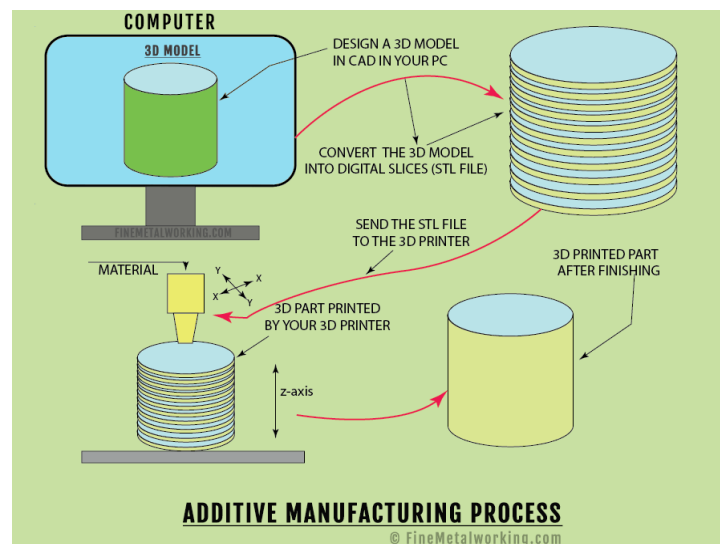 COMPUTER
3D MODEL
DESIGN A 3D MODEL
IN CAD IN YOUR PC
CONVERT THE 3D MODEL
INTO DIGITAL SLICES (STL FILE)
FINEMETALWORKING.COM
SEND THE STL FILE
TO THE 3D PRINTER
MATERIAL
Y
X
X
Y
3D PART PRINTED
BY YOUR 3D PRINTER
3D PRINTED PART
AFTER FINISHING
z-axis
ADDITIVE MANUFACTURING PROCESS
© FineMetalworking.com